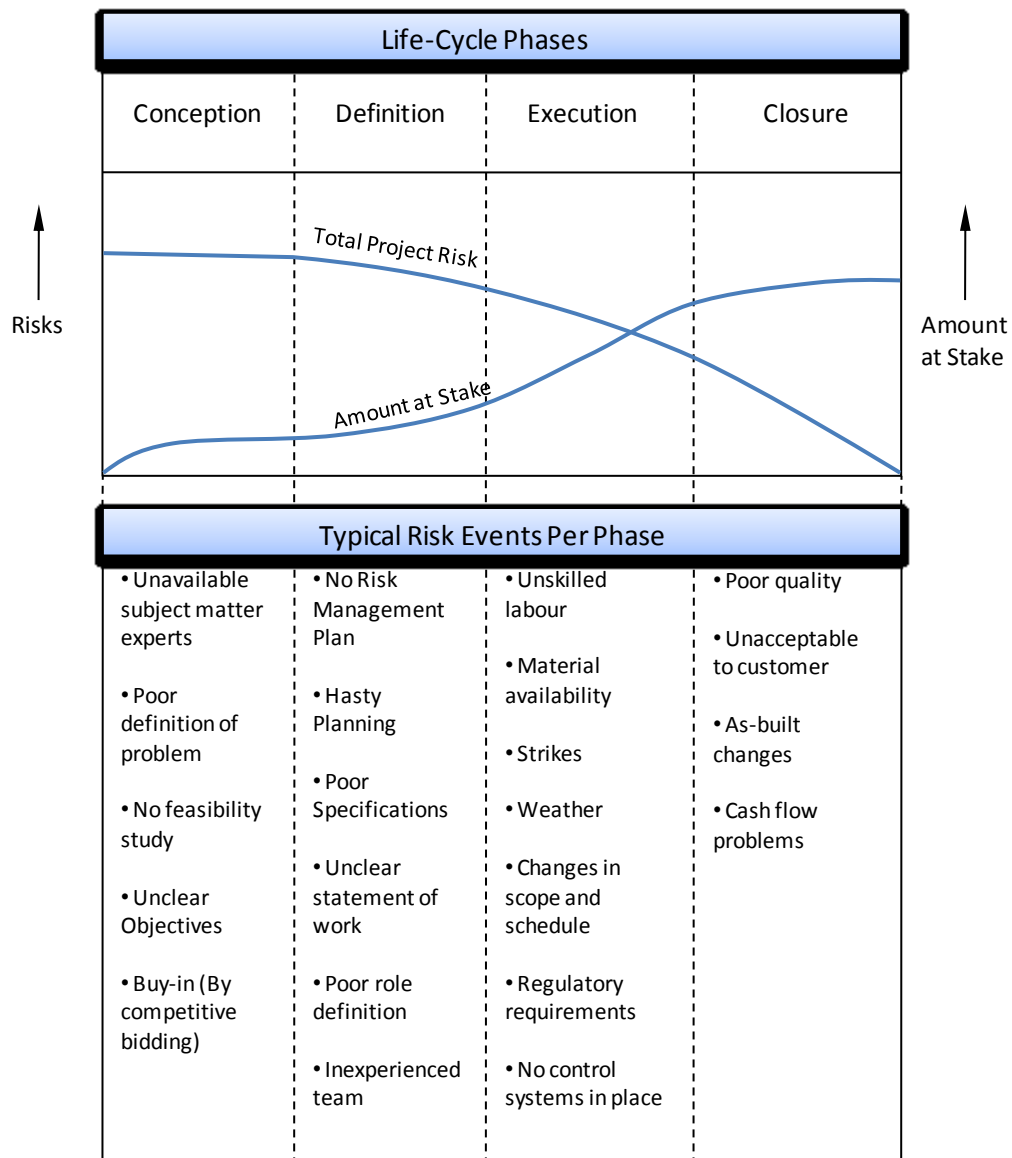 Life-Cycle Phases
Conception
Definition
Execution
Closure
Total Project Risk
Risks
Amount
at Stake
Amount at Stake
Typical Risk Events Per Phase
• Unavailable
subject matter
experts
• Poor
definition of
problem
• No feasibility
study
• Unclear
Objectives
• Buy-in (By
competitive
bidding)
• No Risk
Management
Plan
• Hasty
Planning
• Poor
Specifications
• Unclear
statement of
work
• Poor role
definition
• Inexperienced
team
• Unskilled
labour
• Material
availability
• Strikes
• Weather
• Changes in
scope and
schedule
• Regulatory
requirements
• No control
systems in place
• Poor quality
• Unacceptable
to customer
• As-built
changes
• Cash flow
problems